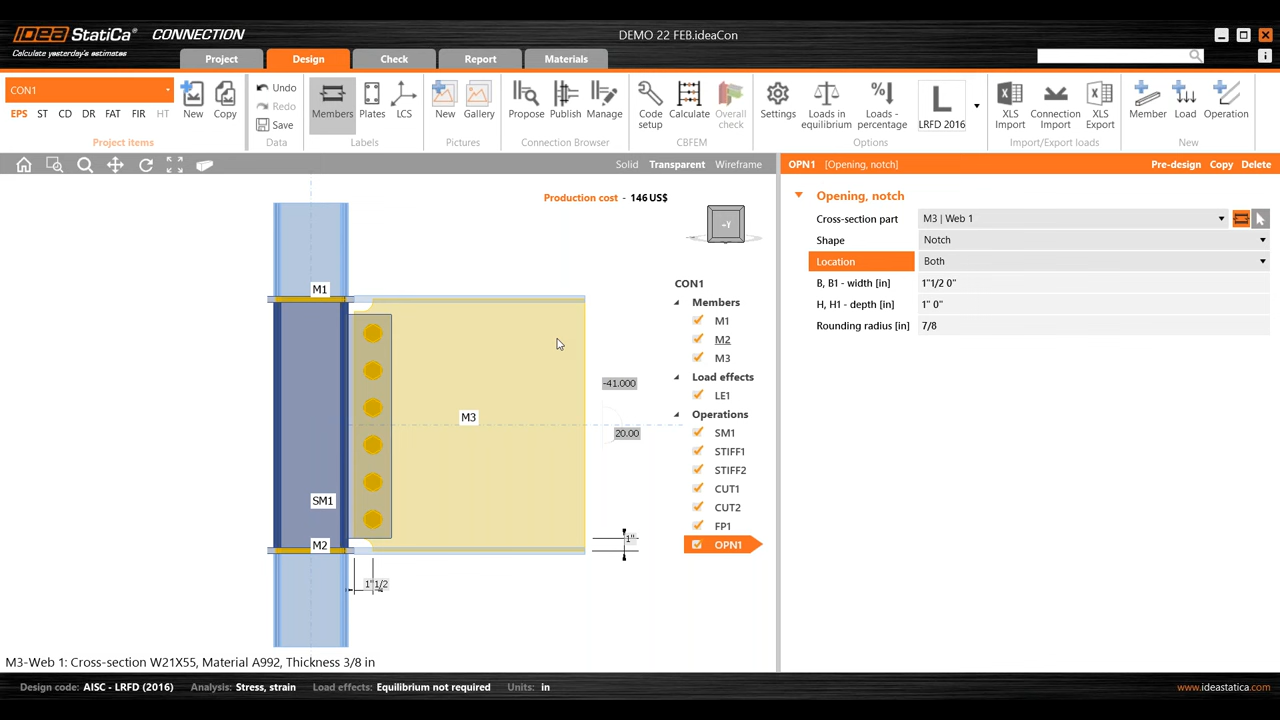 IDEA StatiCa® CONNECTION
Calculate yesterday's estimates
DEMO 22 FEB.ideaCon
Project Design Check Report Materials
CON1
EPS ST CD DR FAT FIR HT
New Copy
Project items
Undo
Redo
Save
Data
Members Plates LCS
Labels
New Gallery
Pictures
Propose Publish Manage
Connection Browser
Code setup Calculate Overall check
CBFEM
Settings Loads in equilibrium Loads - percentage LRFD 2016
Options
XLS Import Connection Import XLS Export
Import/Export loads
Member Load Operation
New
Solid Transparent Wireframe
OPN1 [Opening, notch] Pre-design Copy Delete
Production cost - 146 US$
+Y
Opening, notch
Cross-section part M3 | Web 1
Shape Notch
Location Both
B, B1 - width [in] 1"1/2 0"
H, H1 - depth [in] 1" 0"
Rounding radius [in] 7/8
CON1
Members
M1
M2
M3
Load effects
LE1
Operations
SM1
STIFF1
STIFF2
CUT1
CUT2
FP1
OPN1
M1
M3
SM1
M2
-41.000
20.00
1"
1"1/2
M3-Web 1: Cross-section W21X55, Material A992, Thickness 3/8 in
Design code: AISC - LRFD (2016) Analysis: Stress, strain Load effects: Equilibrium not required Units: in
www.ideastatica.com